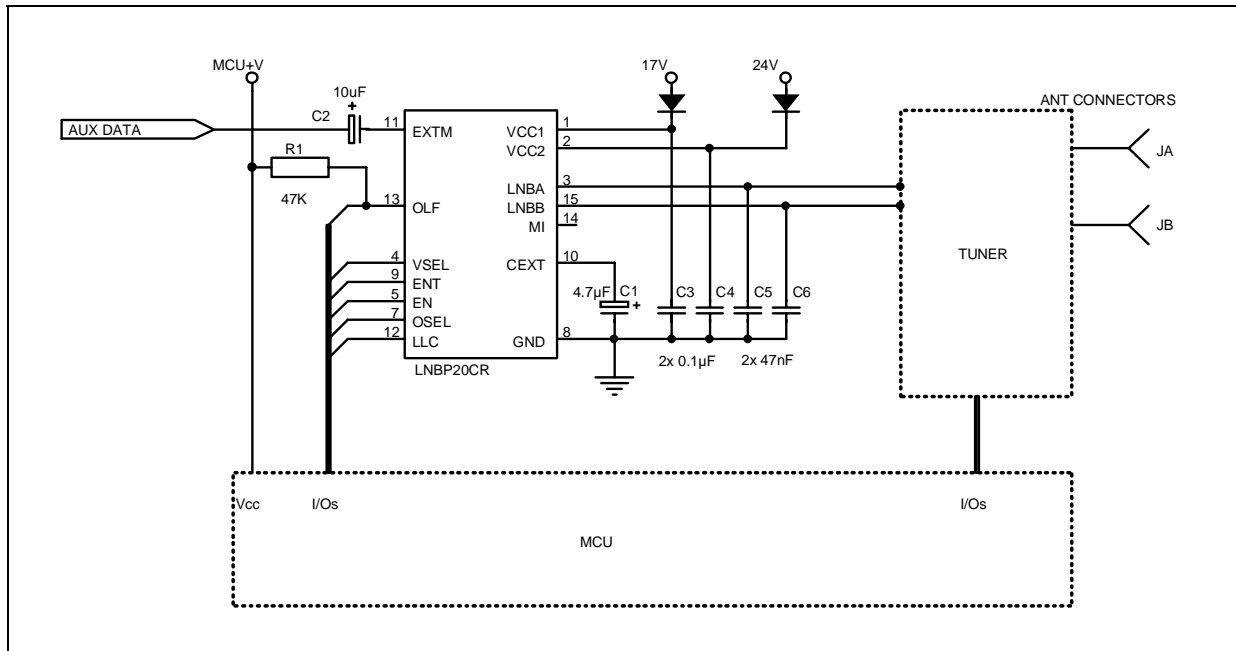 MCU+V
17V
24V
10uF
+
ANT CONNECTORS
AUX DATA
C2
11
EXTM
VCC1
1
VCC2
2
JA
R1
47K
LNBA
3
LNBB
15
13
OLF
MI
14
JB
TUNER
4
VSEL
CEXT
10
9
ENT
4.7µF
C1
+
C3
C4
C5
C6
5
EN
7
OSEL
12
LLC
GND
8
2x 0.1µF
2x 47nF
LNBP20CR
Vcc
I/Os
I/Os
MCU